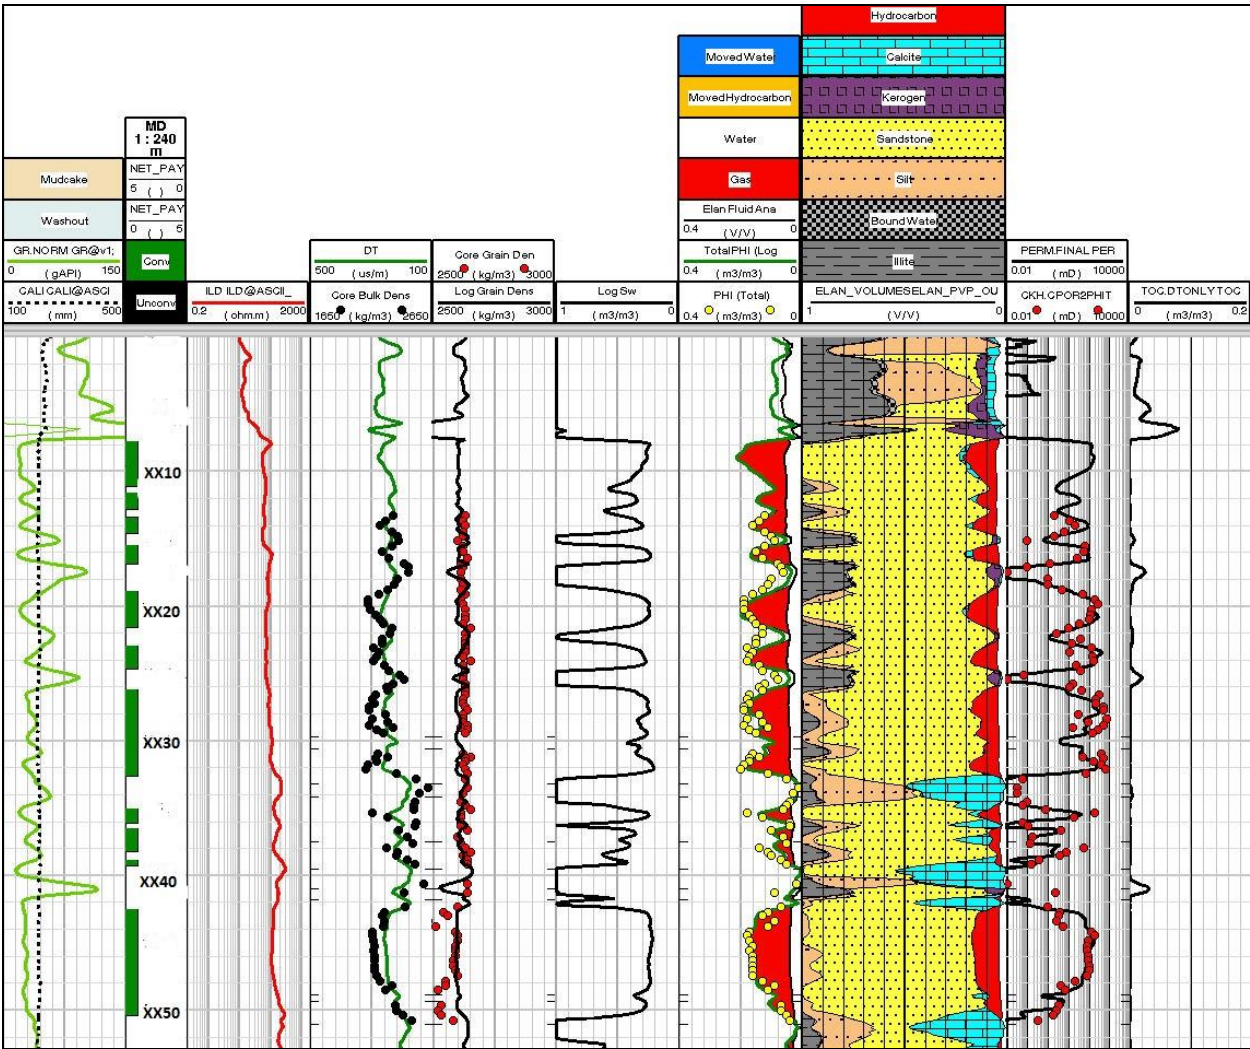 Hydrocarbon
Moved Water
Calcite
Moved Hydrocarbon
Kerogen
MD
1 : 240
m
Water
Sandstone
Mudcake
NET_PAY
5 ( ) 0
Gas
Silt
Washout
NET_PAY
0 ( ) 5
Elan Fluid Ana
0.4 (V/V) 0
Bound Water
GR.NORM GR@v1;
0 (gAPI) 150
Conv
DT
500 (us/m) 100
Core Grain Den
2500 (kg/m3) 3000
TotalPHI (Log
0.4 (m3/m3) 0
Illite
PERM.FINAL PER
0.01 (mD) 10000
CALI CALI@ASCI
100 (mm) 500
Unconv
ILD ILD@ASCII_
0.2 (ohm.m) 2000
Core Bulk Dens
1650 (kg/m3) 2650
Log Grain Dens
2500 (kg/m3) 3000
Log Sw
1 (m3/m3) 0
PHI (Total)
0.4 (m3/m3) 0
ELAN_VOLUMESELAN_PVP_OU
1 (V/V) 0
CKH.CPOR2PHIT
0.01 (mD) 10000
TOC.DTONLYTOC
0 (m3/m3) 0.2
XX10
XX20
XX30
XX40
XX50